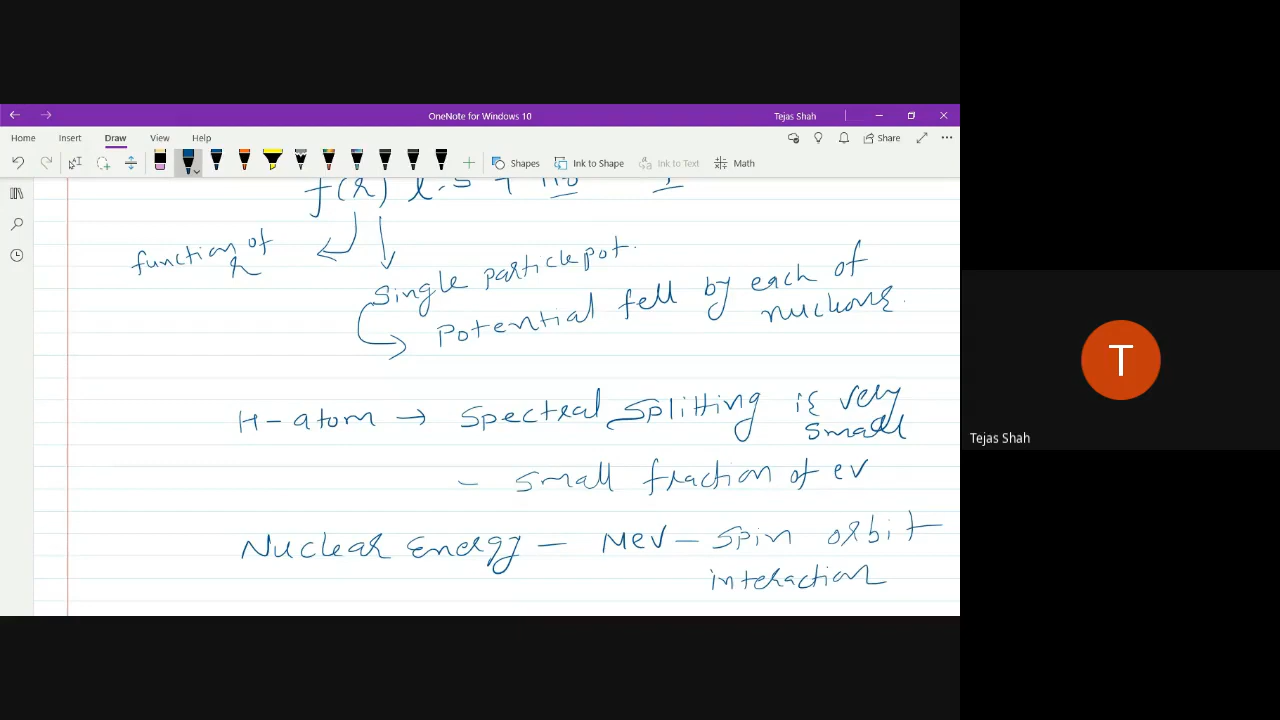 OneNote for Windows 10
Tejas Shah
Home Insert Draw View Help
Share
Shapes Ink to Shape Ink to Text Math
f(r) l.s
function of
r
Single particle pot.
Potential fell by each of
nucleons.
H-atom → Spectral Splitting is very
small
- small fraction of ev
Nuclear Energy - MeV - Spin orbit
interaction
T
Tejas Shah